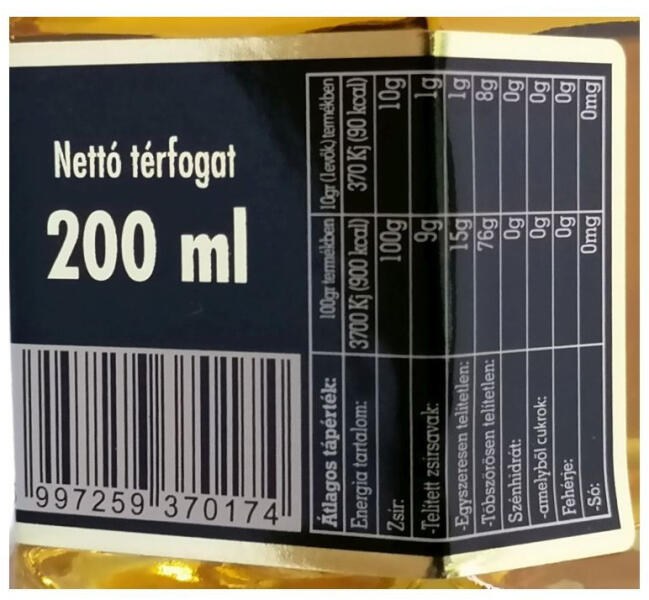 Nettó térfogat
200 ml
997259 370174
Átlagos tápérték: 100gr termékben 10gr (1evők) termékben
Energia tartalom: 3700 Kj (900 kcal) 370 Kj (90 kcal)
Zsír: 100g 10g
-Telített zsírsavak: 9g 1g
-Egyszeresen telítetlen: 15g 1g
-Többszörösen telítetlen: 76g 8g
Szénhidrát: 0g 0g
-amelyből cukrok: 0g 0g
Fehérje: 0g 0g
-Só: 0mg 0mg